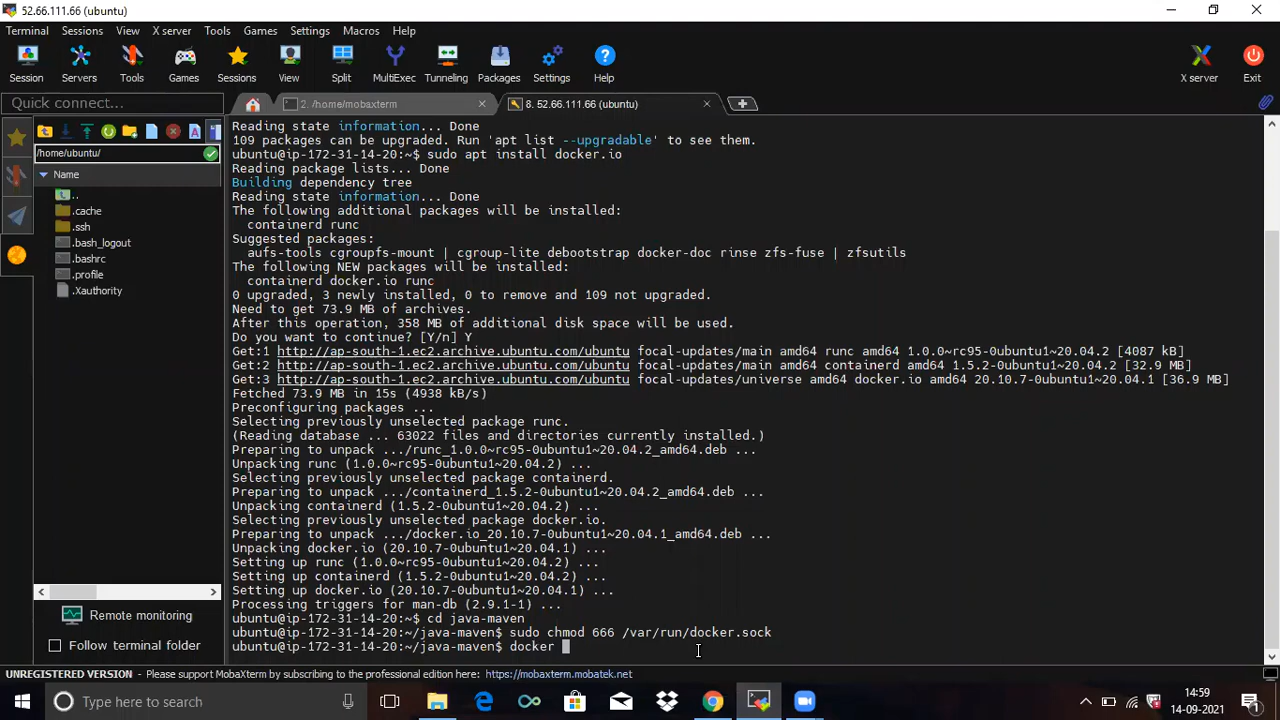 52.66.111.66 (ubuntu)
Terminal Sessions View X server Tools Games Settings Macros Help
Session Servers Tools Games Sessions View Split MultiExec Tunneling Packages Settings Help X server Exit
Quick connect...
2. /home/mobaxterm
8. 52.66.111.66 (ubuntu)
/home/ubuntu/
Name
..
.cache
.ssh
.bash_logout
.bashrc
.profile
.Xauthority
Remote monitoring
Follow terminal folder
Reading state information... Done
109 packages can be upgraded. Run 'apt list --upgradable' to see them.
ubuntu@ip-172-31-14-20:~$ sudo apt install docker.io
Reading package lists... Done
Building dependency tree
Reading state information... Done
The following additional packages will be installed:
containerd runc
Suggested packages:
aufs-tools cgroupfs-mount | cgroup-lite debootstrap docker-doc rinse zfs-fuse | zfsutils
The following NEW packages will be installed:
containerd docker.io runc
0 upgraded, 3 newly installed, 0 to remove and 109 not upgraded.
Need to get 73.9 MB of archives.
After this operation, 358 MB of additional disk space will be used.
Do you want to continue? [Y/n] Y
Get:1 http://ap-south-1.ec2.archive.ubuntu.com/ubuntu focal-updates/main amd64 runc amd64 1.0.0~rc95-0ubuntu1~20.04.2 [4087 kB]
Get:2 http://ap-south-1.ec2.archive.ubuntu.com/ubuntu focal-updates/main amd64 containerd amd64 1.5.2-0ubuntu1~20.04.2 [32.9 MB]
Get:3 http://ap-south-1.ec2.archive.ubuntu.com/ubuntu focal-updates/universe amd64 docker.io amd64 20.10.7-0ubuntu1~20.04.1 [36.9 MB]
Fetched 73.9 MB in 15s (4938 kB/s)
Preconfiguring packages ...
Selecting previously unselected package runc.
(Reading database ... 63022 files and directories currently installed.)
Preparing to unpack .../runc_1.0.0~rc95-0ubuntu1~20.04.2_amd64.deb ...
Unpacking runc (1.0.0~rc95-0ubuntu1~20.04.2) ...
Selecting previously unselected package containerd.
Preparing to unpack .../containerd_1.5.2-0ubuntu1~20.04.2_amd64.deb ...
Unpacking containerd (1.5.2-0ubuntu1~20.04.2) ...
Selecting previously unselected package docker.io.
Preparing to unpack .../docker.io_20.10.7-0ubuntu1~20.04.1_amd64.deb ...
Unpacking docker.io (20.10.7-0ubuntu1~20.04.1) ...
Setting up runc (1.0.0~rc95-0ubuntu1~20.04.2) ...
Setting up containerd (1.5.2-0ubuntu1~20.04.2) ...
Setting up docker.io (20.10.7-0ubuntu1~20.04.1) ...
Processing triggers for man-db (2.9.1-1) ...
ubuntu@ip-172-31-14-20:~$ cd java-maven
ubuntu@ip-172-31-14-20:~/java-maven$ sudo chmod 666 /var/run/docker.sock
ubuntu@ip-172-31-14-20:~/java-maven$ docker
UNREGISTERED VERSION - Please support MobaXterm by subscribing to the professional edition here: https://mobaxterm.mobatek.net
Type here to search
14:59
14-09-2021
1